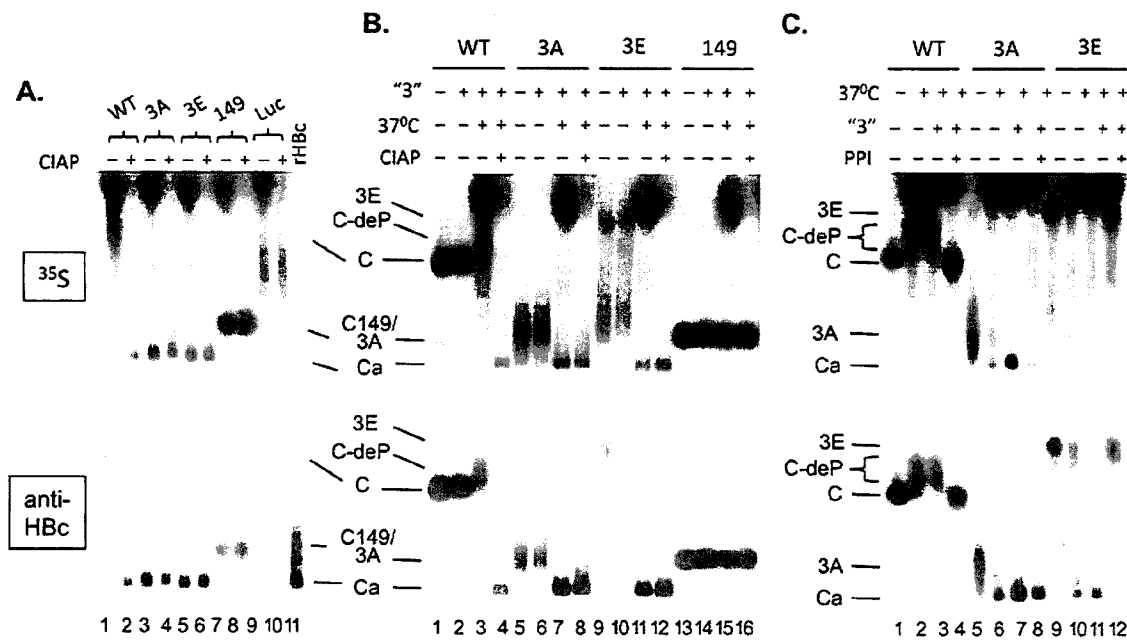 A.
WT 3A 3E 149 Luc rHBc
CIAP − + − + − + − + − +
35S
anti-HBc
1 2 3 4 5 6 7 8 9 10 11
B.
WT 3A 3E 149
"3" − + + + − + + + − + + + − + + +
37⁰C − − + + − − + + − − + + − − + +
CIAP − − − + − − − + − − − + − − − +
3E
C-deP
C
C149/
3A
Ca
3E
C-deP
C
C149/
3A
Ca
1 2 3 4 5 6 7 8 9 10 11 12 13 14 15 16
C.
WT 3A 3E
37⁰C − + + + − + + + − + + +
"3" − − + + − − + + − − + +
PPI − − − + − − − + − − − +
3E
C-deP
C
3A
Ca
3E
C-deP
C
3A
Ca
1 2 3 4 5 6 7 8 9 10 11 12